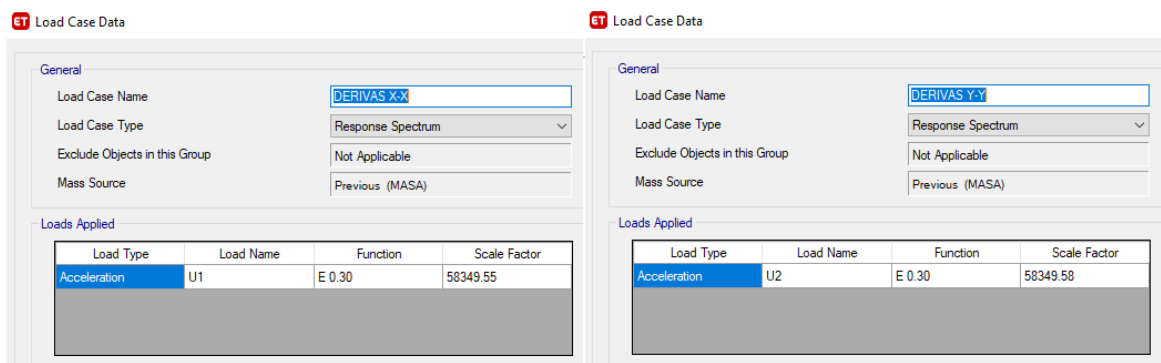 ET Load Case Data
General
Load Case Name DERIVAS X-X
Load Case Type Response Spectrum
Exclude Objects in this Group Not Applicable
Mass Source Previous (MASA)
Loads Applied
Load Type Load Name Function Scale Factor
Acceleration U1 E 0.30 58349.55
ET Load Case Data
General
Load Case Name DERIVAS Y-Y
Load Case Type Response Spectrum
Exclude Objects in this Group Not Applicable
Mass Source Previous (MASA)
Loads Applied
Load Type Load Name Function Scale Factor
Acceleration U2 E 0.30 58349.58